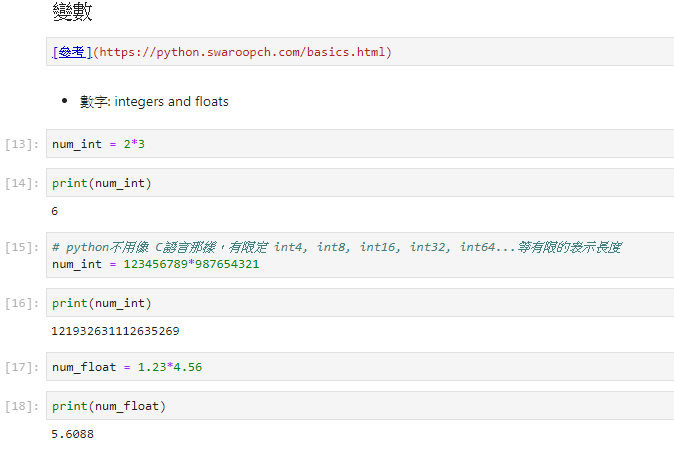 變數
[參考](https://python.swaroopch.com/basics.html)
• 數字: integers and floats
[13]: num_int = 2*3
[14]: print(num_int)
6
[15]: # python不用像 C語言那樣，有限定 int4, int8, int16, int32, int64...等有限的表示長度
num_int = 123456789*987654321
[16]: print(num_int)
121932631112635269
[17]: num_float = 1.23*4.56
[18]: print(num_float)
5.6088